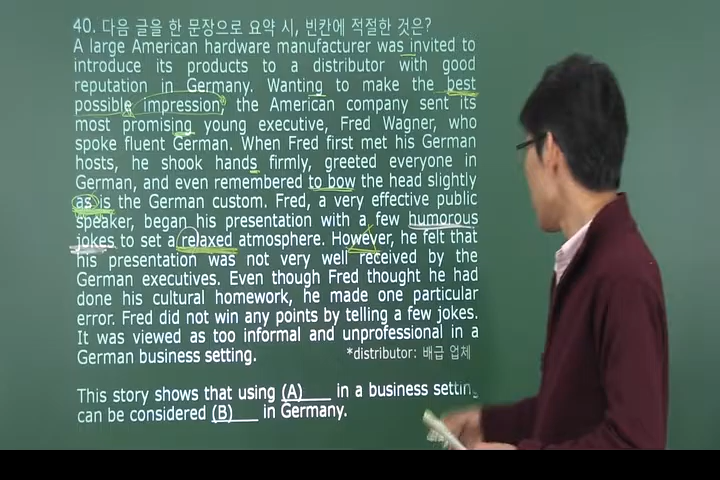 40. 다음 글을 한 문장으로 요약 시, 빈칸에 적절한 것은?
A large American hardware manufacturer was invited to
introduce its products to a distributor with good
reputation in Germany. Wanting to make the best
possible impression, the American company sent its
most promising young executive, Fred Wagner, who
spoke fluent German. When Fred first met his German
hosts, he shook hands firmly, greeted everyone in
German, and even remembered to bow the head slightly
as is the German custom. Fred, a very effective public
speaker, began his presentation with a few humorous
jokes to set a relaxed atmosphere. However, he felt that
his presentation was not very well received by the
German executives. Even though Fred thought he had
done his cultural homework, he made one particular
error. Fred did not win any points by telling a few jokes.
It was viewed as too informal and unprofessional in a
German business setting.
*distributor: 배급 업체
This story shows that using (A)____ in a business settin
can be considered (B)____ in Germany.